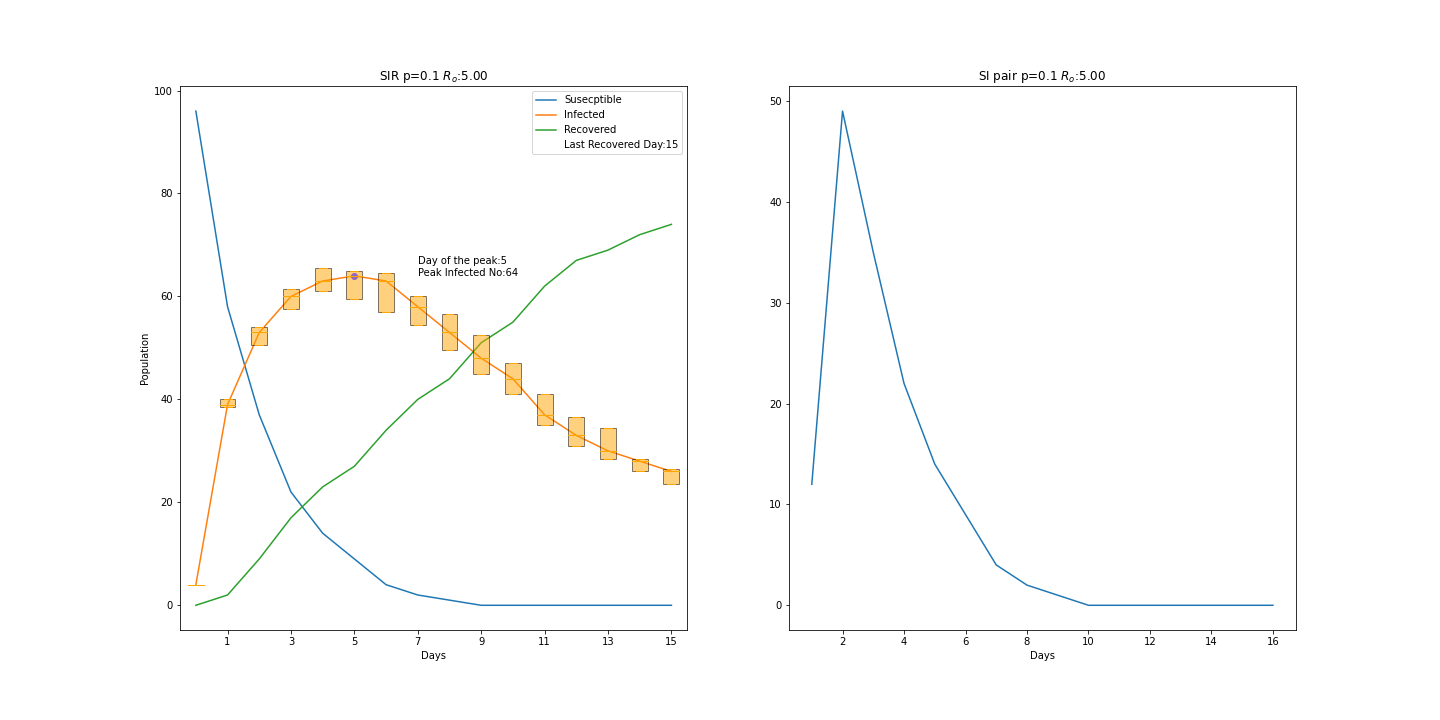 SIR p=0.1 Rₒ:5.00
100
80
60
40
20
0
Population
Susecptible
Infected
Recovered
Last Recovered Day:15
Day of the peak:5
Peak Infected No:64
1 3 5 7 9 11 13 15
Days
SI pair p=0.1 Rₒ:5.00
50
40
30
20
10
0
2 4 6 8 10 12 14 16
Days